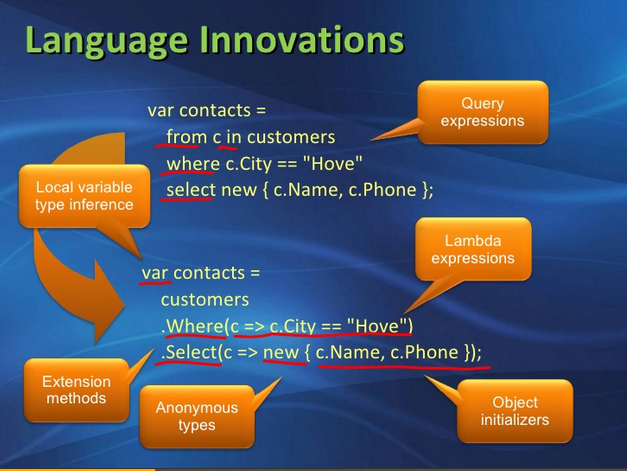 Language Innovations
var contacts =
from c in customers
where c.City == "Hove"
select new { c.Name, c.Phone };
Query
expressions
Local variable
type inference
Lambda
expressions
var contacts =
customers
.Where(c => c.City == "Hove")
.Select(c => new { c.Name, c.Phone });
Extension
methods
Anonymous
types
Object
initializers